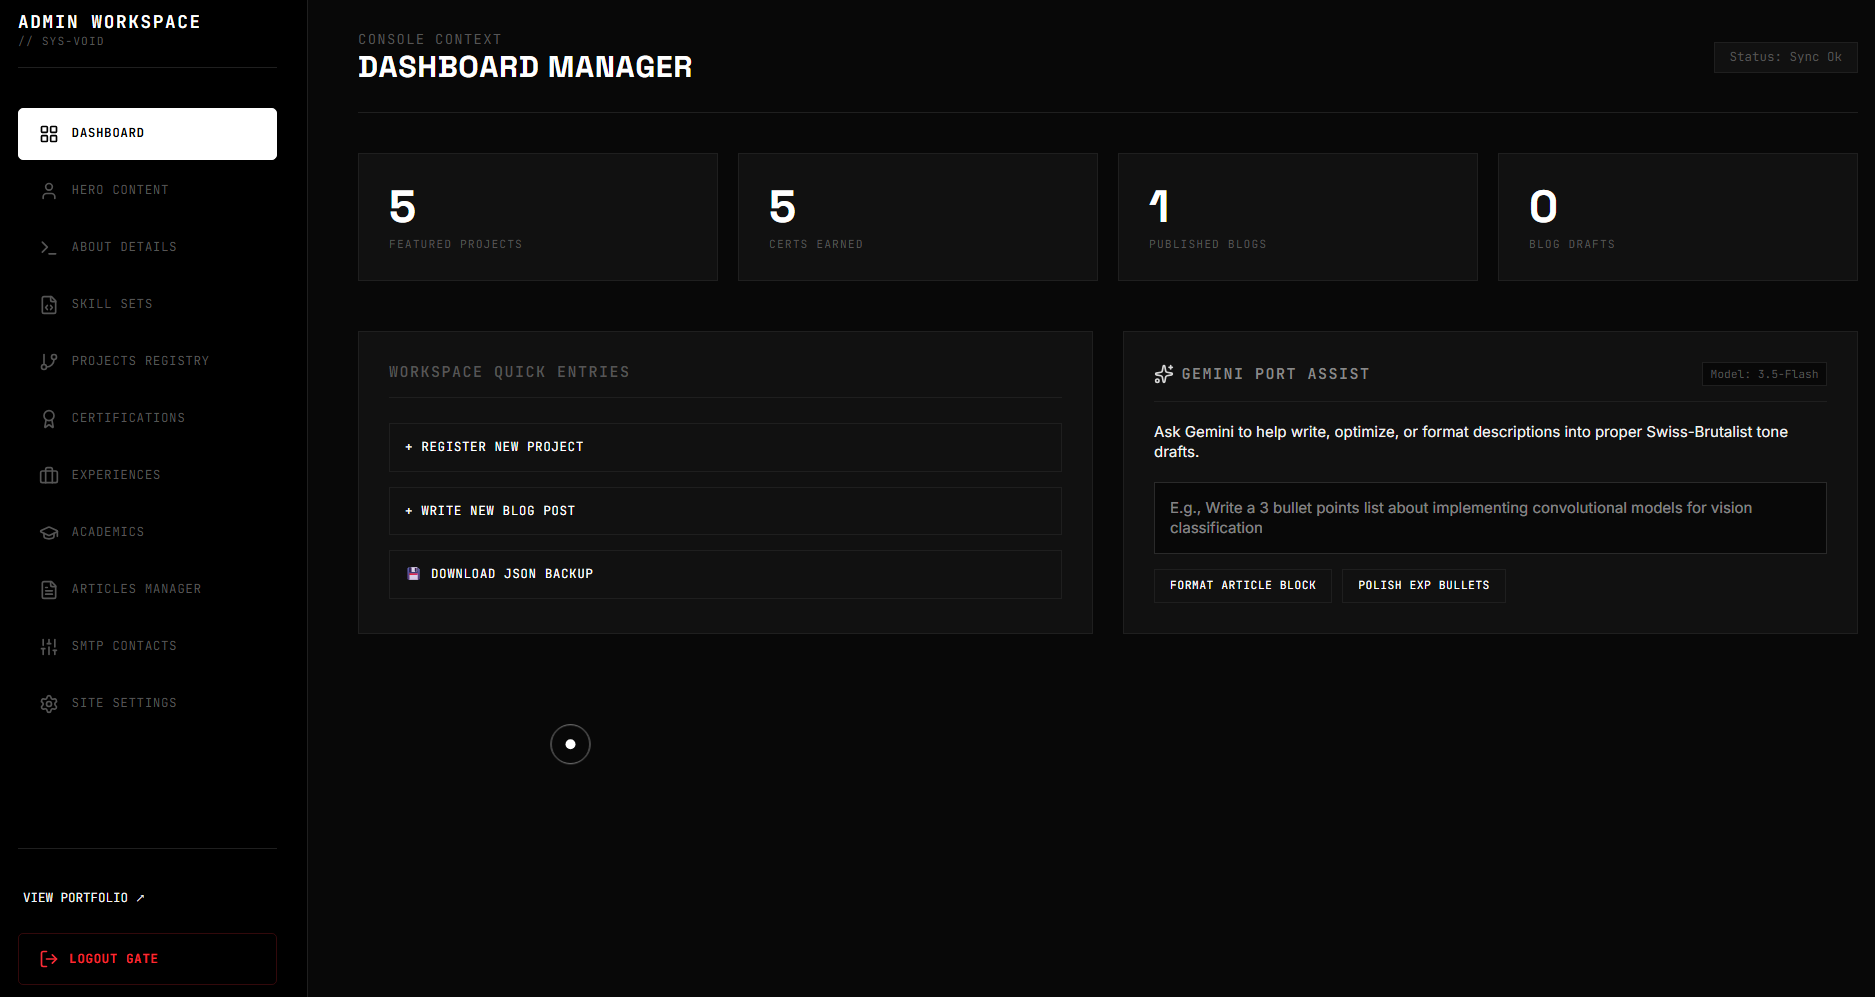 ADMIN WORKSPACE
// SYS-VOID
DASHBOARD
HERO CONTENT
ABOUT DETAILS
SKILL SETS
PROJECTS REGISTRY
CERTIFICATIONS
EXPERIENCES
ACADEMICS
ARTICLES MANAGER
SMTP CONTACTS
SITE SETTINGS
VIEW PORTFOLIO ↗
LOGOUT GATE
CONSOLE CONTEXT
DASHBOARD MANAGER
Status: Sync Ok
5
FEATURED PROJECTS
5
CERTS EARNED
1
PUBLISHED BLOGS
0
BLOG DRAFTS
WORKSPACE QUICK ENTRIES
+ REGISTER NEW PROJECT
+ WRITE NEW BLOG POST
💾 DOWNLOAD JSON BACKUP
GEMINI PORT ASSIST
Model: 3.5-Flash
Ask Gemini to help write, optimize, or format descriptions into proper Swiss-Brutalist tone
drafts.
E.g., Write a 3 bullet points list about implementing convolutional models for vision
classification
FORMAT ARTICLE BLOCK
POLISH EXP BULLETS